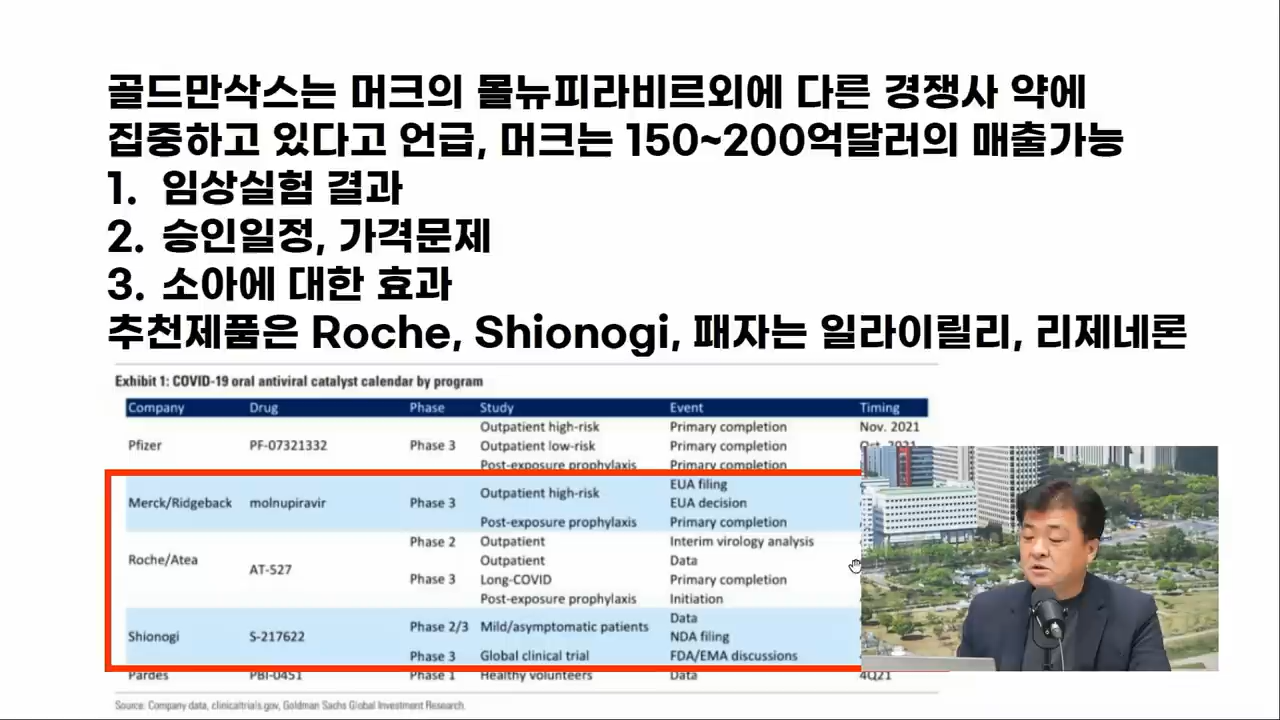 골드만삭스는 머크의 몰뉴피라비르외에 다른 경쟁사 약에
집중하고 있다고 언급, 머크는 150~200억달러의 매출가능
1. 임상실험 결과
2. 승인일정, 가격문제
3. 소아에 대한 효과
추천제품은 Roche, Shionogi, 패자는 일라이릴리, 리제네론
Exhibit 1: COVID-19 oral antiviral catalyst calendar by program
Company Drug Phase Study Event Timing
Outpatient high-risk Primary completion Nov. 2021
Pfizer PF-07321332 Phase 3 Outpatient low-risk Primary completion Oct. 2021
Post-exposure prophylaxis Primary completion
EUA filing
Merck/Ridgeback molnupiravir Phase 3 Outpatient high-risk EUA decision
Post-exposure prophylaxis Primary completion
Phase 2 Outpatient Interim virology analysis
Roche/Atea Outpatient Data
AT-527 Phase 3 Long-COVID Primary completion
Post-exposure prophylaxis Initiation
Data
Shionogi S-217622 Phase 2/3 Mild/asymptomatic patients NDA filing
Phase 3 Global clinical trial FDA/EMA discussions
Pardes PBI-0451 Phase 1 Healthy volunteers Data 4Q21
Source: Company data, clinicaltrials.gov, Goldman Sachs Global Investment Research.